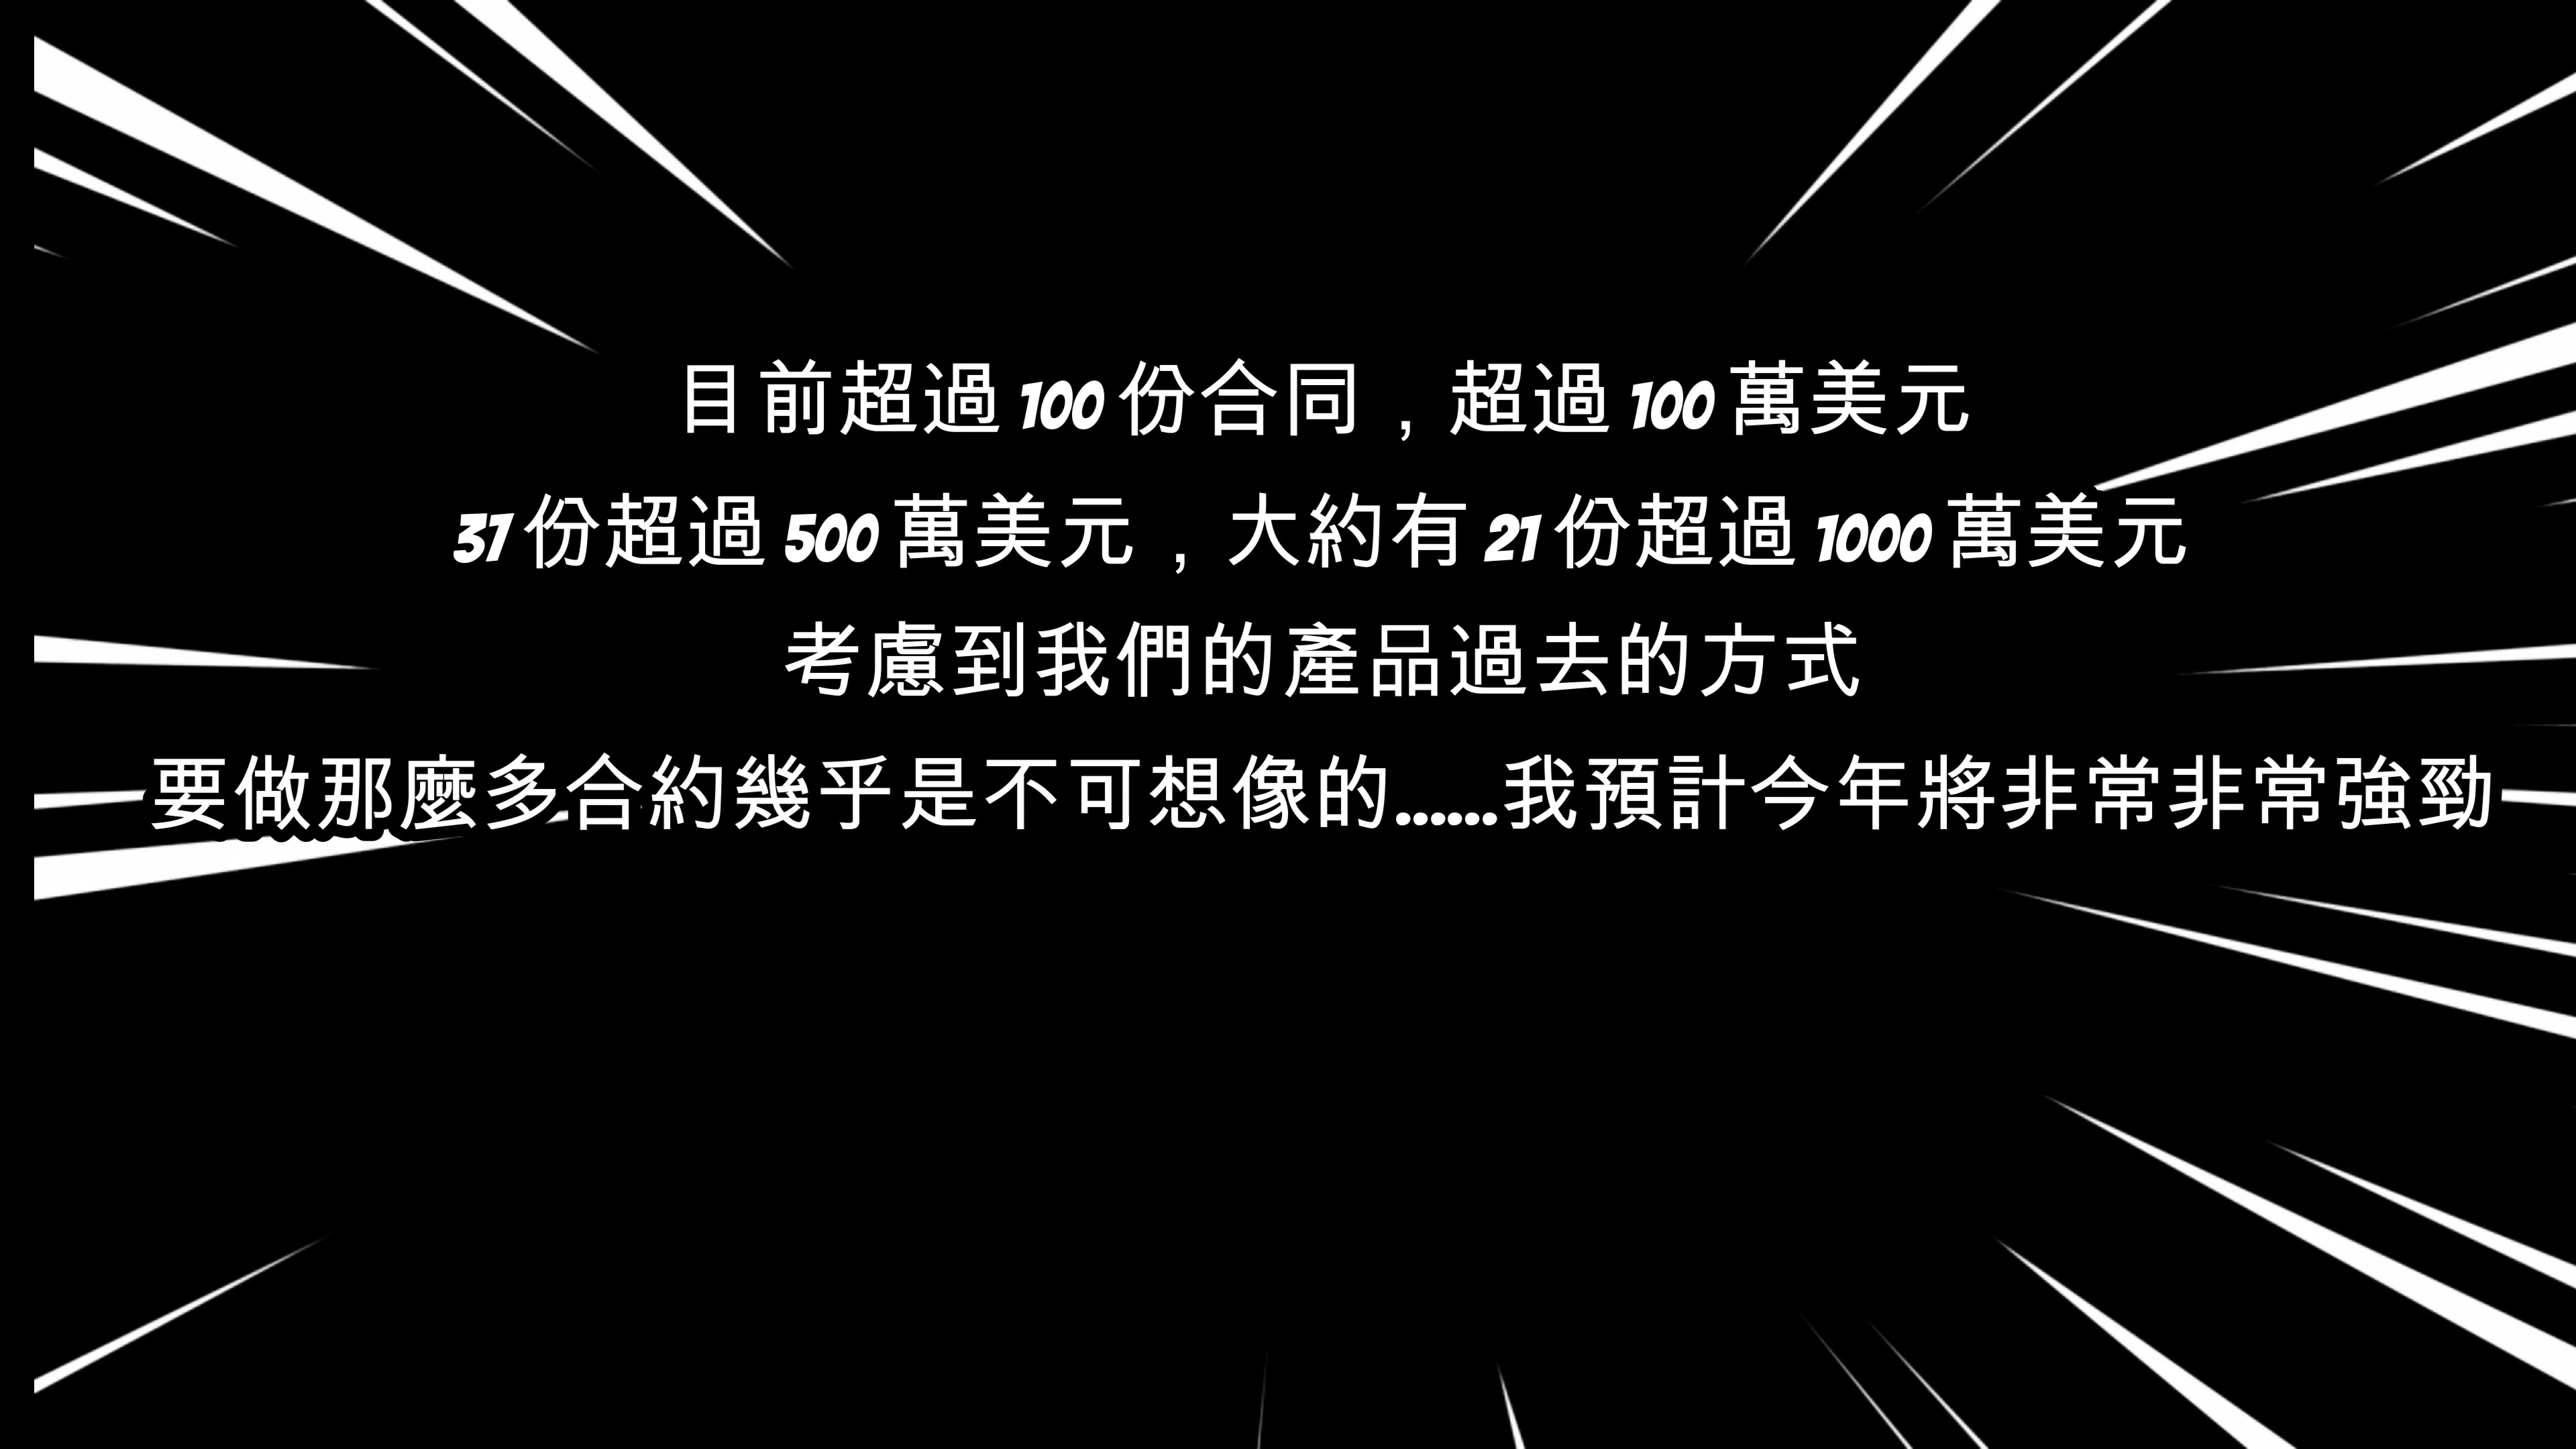 目前超過100份合同，超過100萬美元
37份超過500萬美元，大約有21份超過1000萬美元
考慮到我們的產品過去的方式
要做那麼多合約幾乎是不可想像的......我預計今年將非常非常強勁